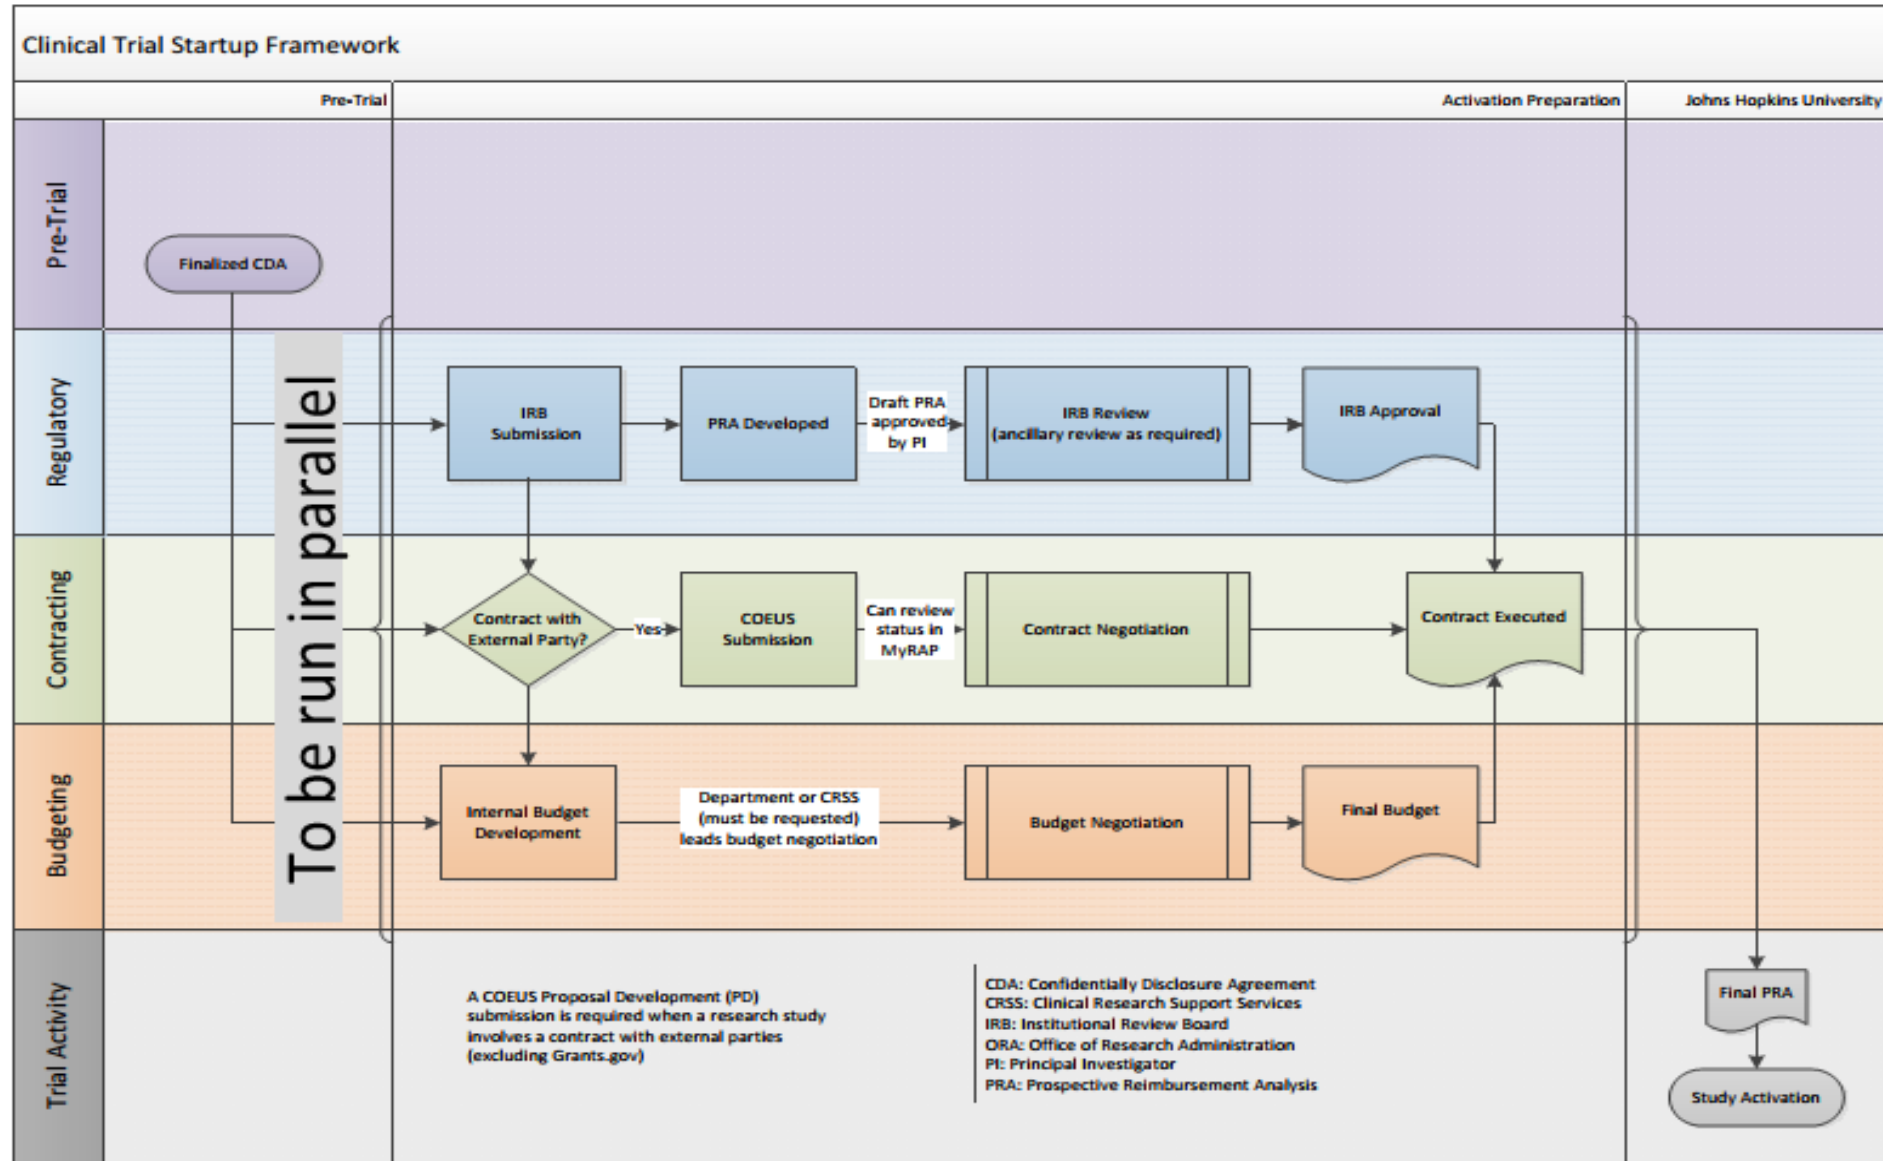 Clinical Trial Startup Framework
Pre-Trial
Activation Preparation
Johns Hopkins University
Pre-Trial
Finalized CDA
To be run in parallel
Regulatory
IRB
Submission
PRA Developed
Draft PRA
approved
by PI
IRB Review
(ancillary review as required)
IRB Approval
Contracting
Contract with
External Party?
Yes
COEUS
Submission
Can review
status in
MyRAP
Contract Negotiation
Contract Executed
Budgeting
Internal Budget
Development
Department or CRSS
(must be requested)
leads budget negotiation
Budget Negotiation
Final Budget
Trial Activity
A COEUS Proposal Development (PD)
submission is required when a research study
involves a contract with external parties
(excluding Grants.gov)
CDA: Confidentially Disclosure Agreement
CRSS: Clinical Research Support Services
IRB: Institutional Review Board
ORA: Office of Research Administration
PI: Principal Investigator
PRA: Prospective Reimbursement Analysis
Final PRA
Study Activation